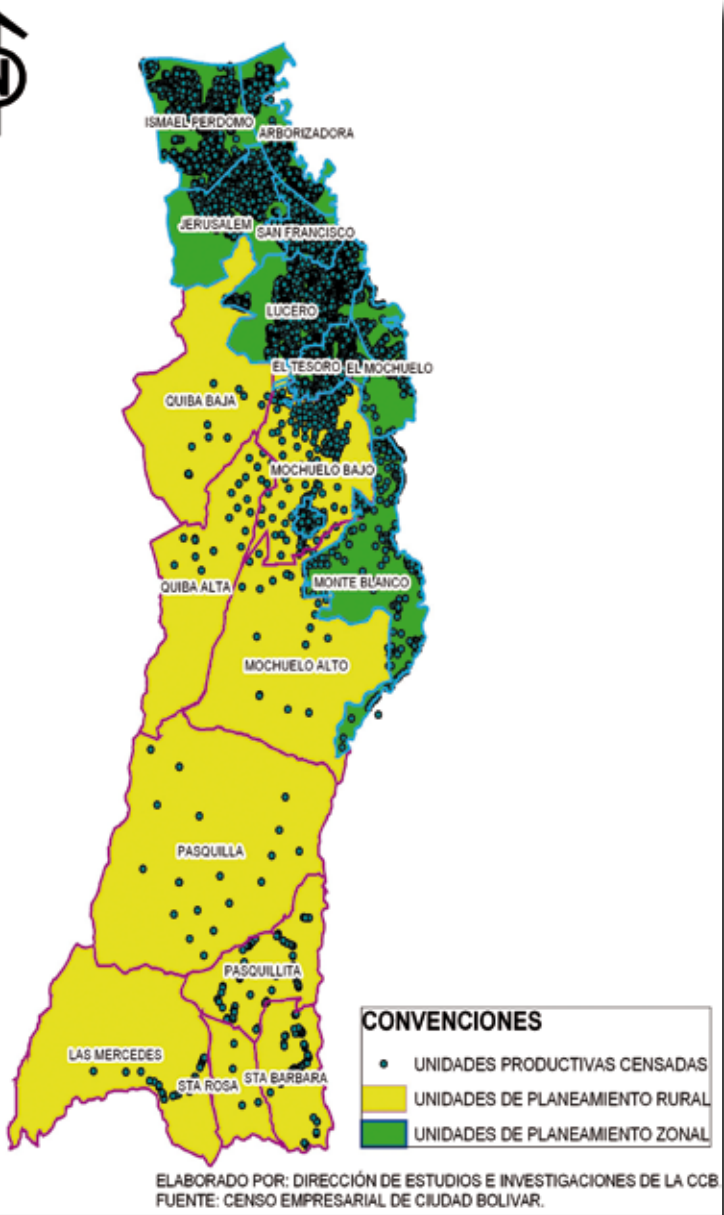 N
ISMAEL PERDOMO
ARBORIZADORA
JERUSALEM
SAN FRANCISCO
LUCERO
EL TESORO
EL MOCHUELO
QUIBA BAJA
MOCHUELO BAJO
QUIBA ALTA
MONTE BLANCO
MOCHUELO ALTO
PASQUILLA
PASQUILLITA
LAS MERCEDES
STA ROSA
STA BARBARA
CONVENCIONES
UNIDADES PRODUCTIVAS CENSADAS
UNIDADES DE PLANEAMIENTO RURAL
UNIDADES DE PLANEAMIENTO ZONAL
ELABORADO POR: DIRECCIÓN DE ESTUDIOS E INVESTIGACIONES DE LA CCB.
FUENTE: CENSO EMPRESARIAL DE CIUDAD BOLIVAR.